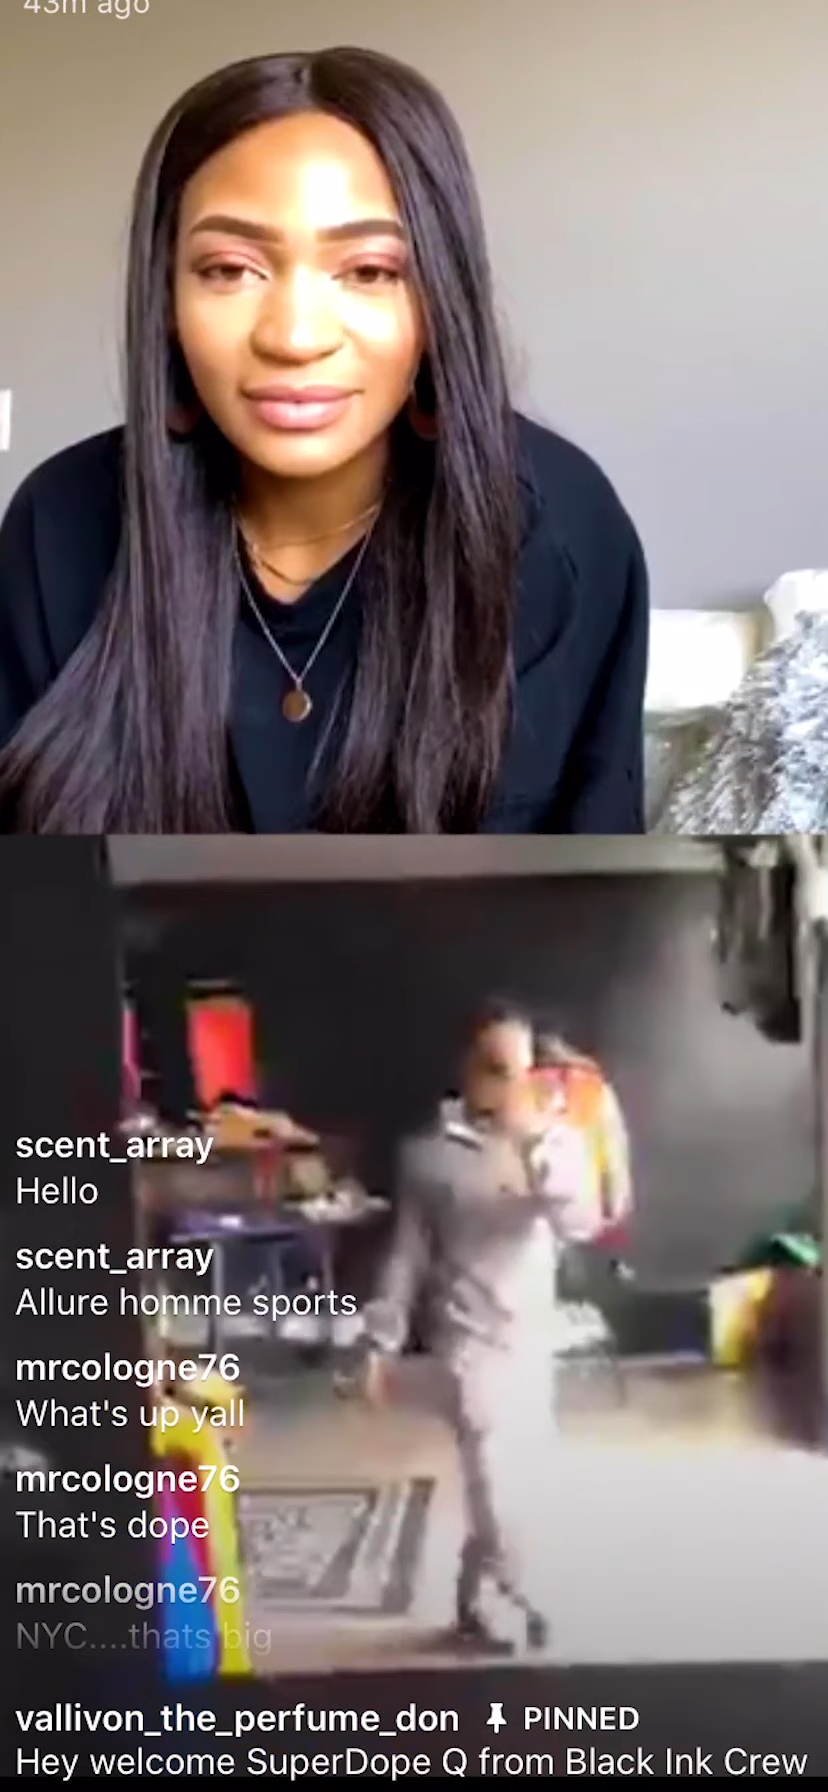 43m ago
scent_array
Hello
scent_array
Allure homme sports
mrcologne76
What's up yall
mrcologne76
That's dope
mrcologne76
NYC....thats big
vallivon_the_perfume_don PINNED
Hey welcome SuperDope Q from Black Ink Crew